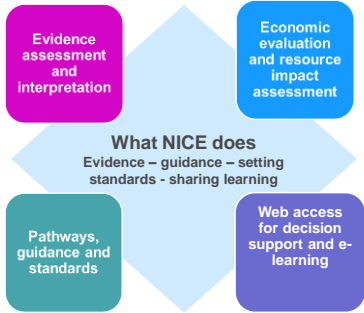 Evidence
assessment
and
interpretation
Economic
evaluation
and resource
impact
assessment
What NICE does
Evidence – guidance – setting
standards - sharing learning
Pathways,
guidance and
standards
Web access
for decision
support and e-
learning